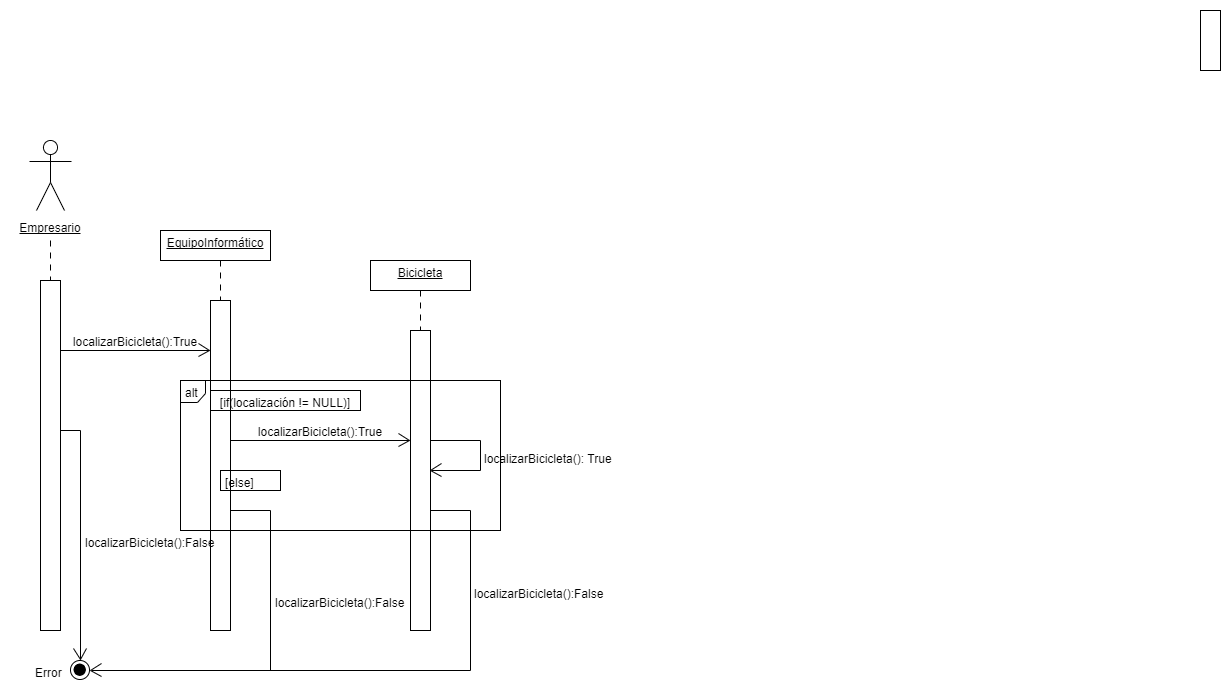 Empresario
EquipoInformático
Bicicleta
localizarBicicleta():True
alt
[if(localización != NULL)]
localizarBicicleta():True
localizarBicicleta(): True
[else]
localizarBicicleta():False
localizarBicicleta():False
localizarBicicleta():False
Error